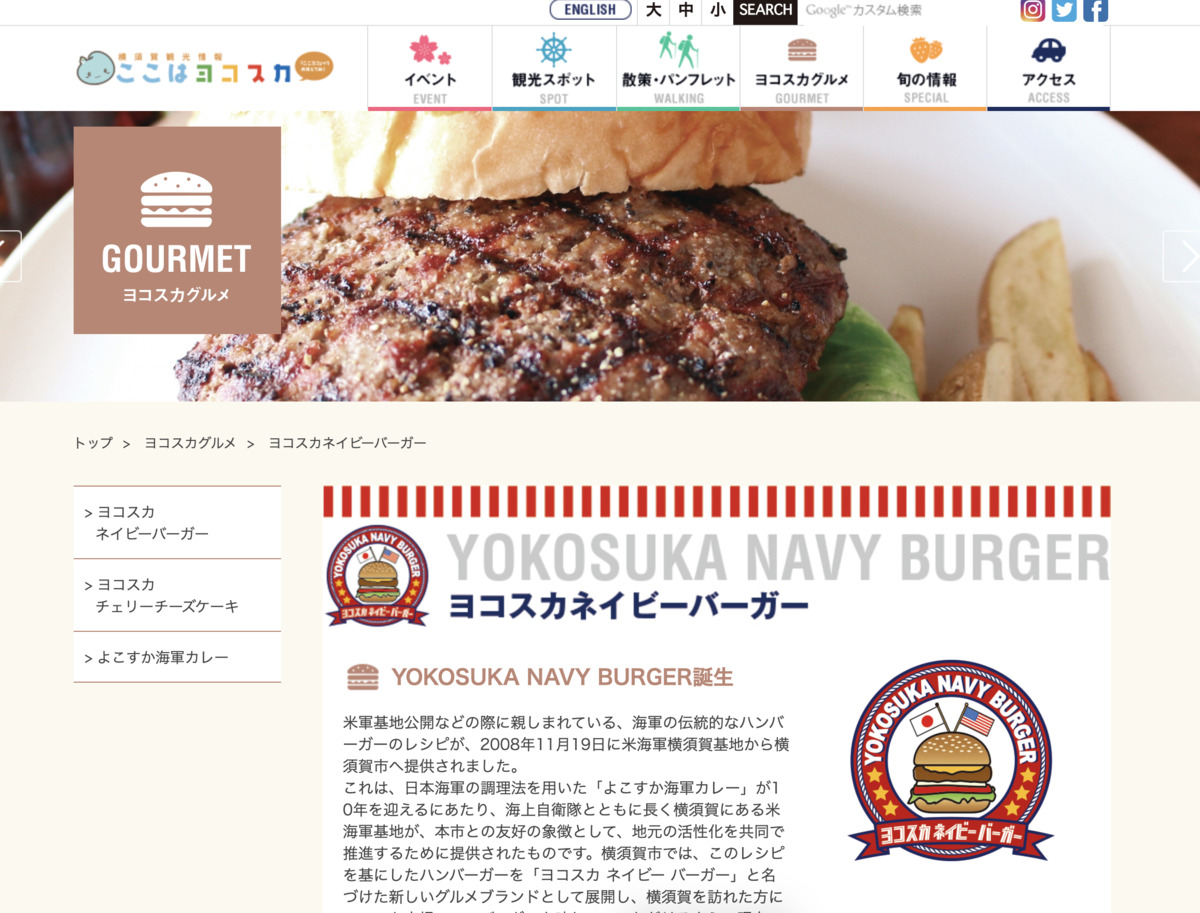 ENGLISH 大 中 小 SEARCH Google™カスタム検索
横須賀観光情報
ここはヨコスカ
イベント
EVENT
観光スポット
SPOT
散策・パンフレット
WALKING
ヨコスカグルメ
GOURMET
旬の情報
SPECIAL
アクセス
ACCESS
GOURMET
ヨコスカグルメ
トップ > ヨコスカグルメ > ヨコスカネイビーバーガー
> ヨコスカ
ネイビーバーガー
> ヨコスカ
チェリーチーズケーキ
> よこすか海軍カレー
YOKOSUKA NAVY BURGER
ヨコスカ ネイビーバーガー
YOKOSUKA NAVY BURGER
ヨコスカネイビーバーガー
YOKOSUKA NAVY BURGER誕生
米軍基地公開などの際に親しまれている、海軍の伝統的なハンバ
ーガーのレシピが、2008年11月19日に米海軍横須賀基地から横
須賀市へ提供されました。
これは、日本海軍の調理法を用いた「よこすか海軍カレー」が1
0年を迎えるにあたり、海上自衛隊とともに長く横須賀にある米
海軍基地が、本市との友好の象徴として、地元の活性化を共同で
推進するために提供されたものです。横須賀市では、このレシピ
を基にしたハンバーガーを「ヨコスカ ネイビー バーガー」と名
づけた新しいグルメブランドとして展開し、横須賀を訪れた方に
YOKOSUKA NAVY BURGER
ヨコスカ ネイビーバーガー